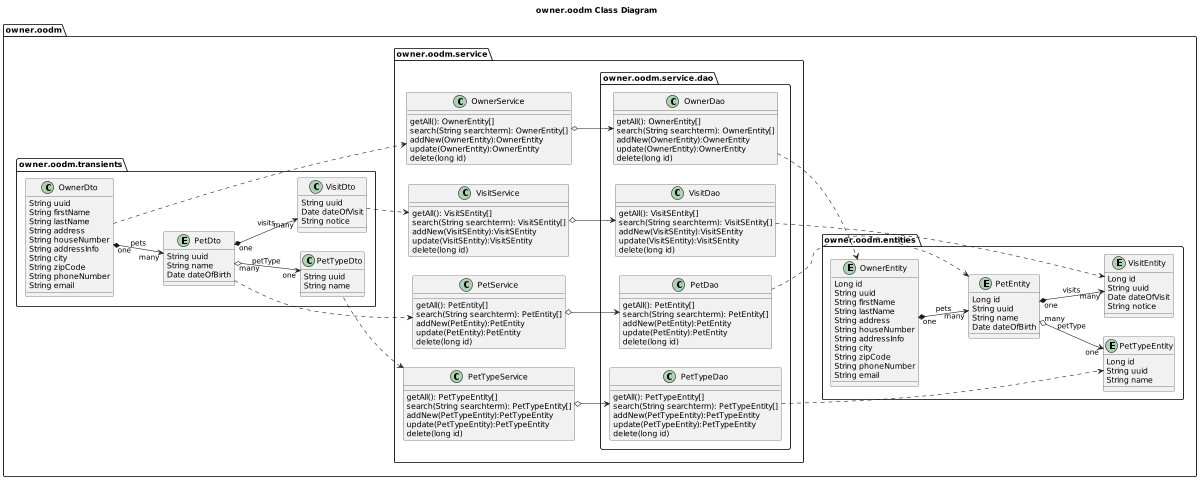 owner.oodm Class Diagram
owner.oodm
owner.oodm.transients
C OwnerDto
String uuid
String firstName
String lastName
String address
String houseNumber
String addressInfo
String city
String zipCode
String phoneNumber
String email
one
pets
many
E PetDto
String uuid
String name
Date dateOfBirth
one
visits
many
many
petType
one
C VisitDto
String uuid
Date dateOfVisit
String notice
C PetTypeDto
String uuid
String name
owner.oodm.service
C OwnerService
getAll(): OwnerEntity[]
search(String searchterm): OwnerEntity[]
addNew(OwnerEntity):OwnerEntity
update(OwnerEntity):OwnerEntity
delete(long id)
C VisitService
getAll(): VisitSEntity[]
search(String searchterm): VisitSEntity[]
addNew(VisitSEntity):VisitSEntity
update(VisitSEntity):VisitSEntity
delete(long id)
C PetService
getAll(): PetEntity[]
search(String searchterm): PetEntity[]
addNew(PetEntity):PetEntity
update(PetEntity):PetEntity
delete(long id)
C PetTypeService
getAll(): PetTypeEntity[]
search(String searchterm): PetTypeEntity[]
addNew(PetTypeEntity):PetTypeEntity
update(PetTypeEntity):PetTypeEntity
delete(long id)
owner.oodm.service.dao
C OwnerDao
getAll(): OwnerEntity[]
search(String searchterm): OwnerEntity[]
addNew(OwnerEntity):OwnerEntity
update(OwnerEntity):OwnerEntity
delete(long id)
C VisitDao
getAll(): VisitSEntity[]
search(String searchterm): VisitSEntity[]
addNew(VisitSEntity):VisitSEntity
update(VisitSEntity):VisitSEntity
delete(long id)
C PetDao
getAll(): PetEntity[]
search(String searchterm): PetEntity[]
addNew(PetEntity):PetEntity
update(PetEntity):PetEntity
delete(long id)
C PetTypeDao
getAll(): PetTypeEntity[]
search(String searchterm): PetTypeEntity[]
addNew(PetTypeEntity):PetTypeEntity
update(PetTypeEntity):PetTypeEntity
delete(long id)
owner.oodm.entities
E OwnerEntity
Long id
String uuid
String firstName
String lastName
String address
String houseNumber
String addressInfo
String city
String zipCode
String phoneNumber
String email
one
pets
many
E PetEntity
Long id
String uuid
String name
Date dateOfBirth
one
visits
many
many
petType
one
E VisitEntity
Long id
String uuid
Date dateOfVisit
String notice
E PetTypeEntity
Long id
String uuid
String name